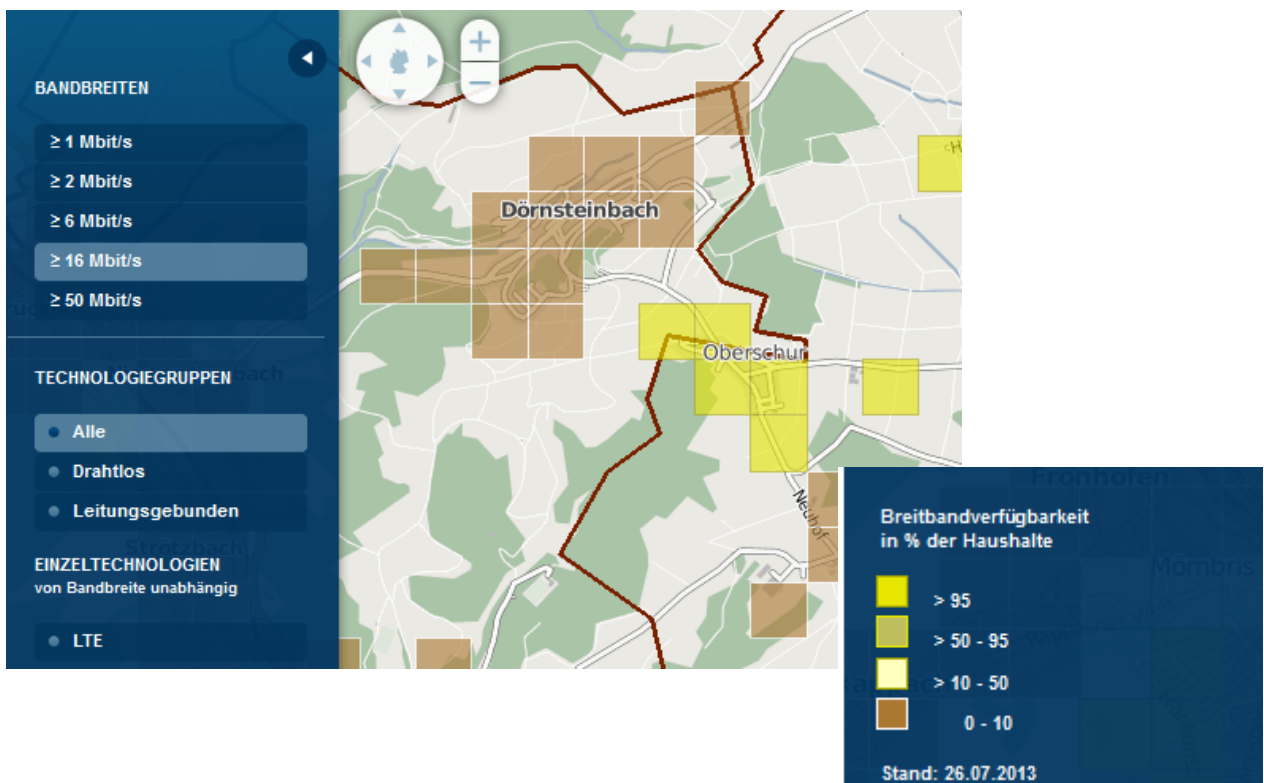 BANDBREITEN
≥ 1 Mbit/s
≥ 2 Mbit/s
≥ 6 Mbit/s
≥ 16 Mbit/s
≥ 50 Mbit/s
TECHNOLOGIEGRUPPEN
Alle
Drahtlos
Leitungsgebunden
EINZELTECHNOLOGIEN
von Bandbreite unabhängig
LTE
Strötzbach
Dörnsteinbach
Oberschur
Neuhof
Fronhofen
Mömbris
Breitbandverfügbarkeit
in % der Haushalte
> 95
> 50 - 95
> 10 - 50
0 - 10
Stand: 26.07.2013